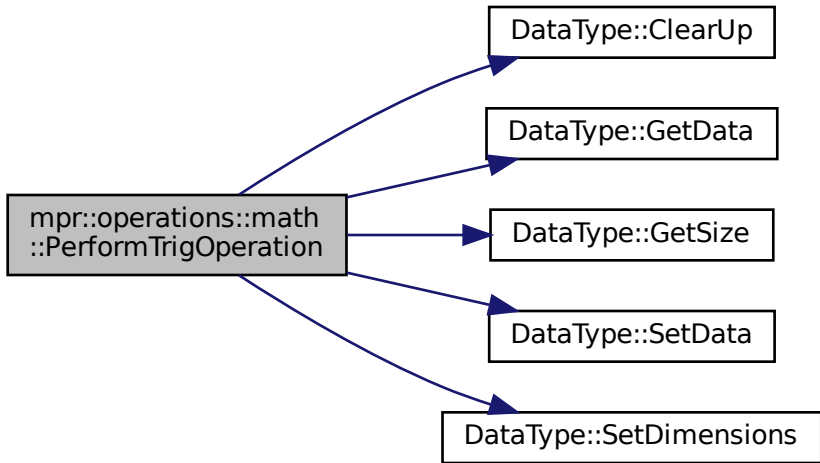 mpr::operations::math
::PerformTrigOperation
DataType::ClearUp
DataType::GetData
DataType::GetSize
DataType::SetData
DataType::SetDimensions